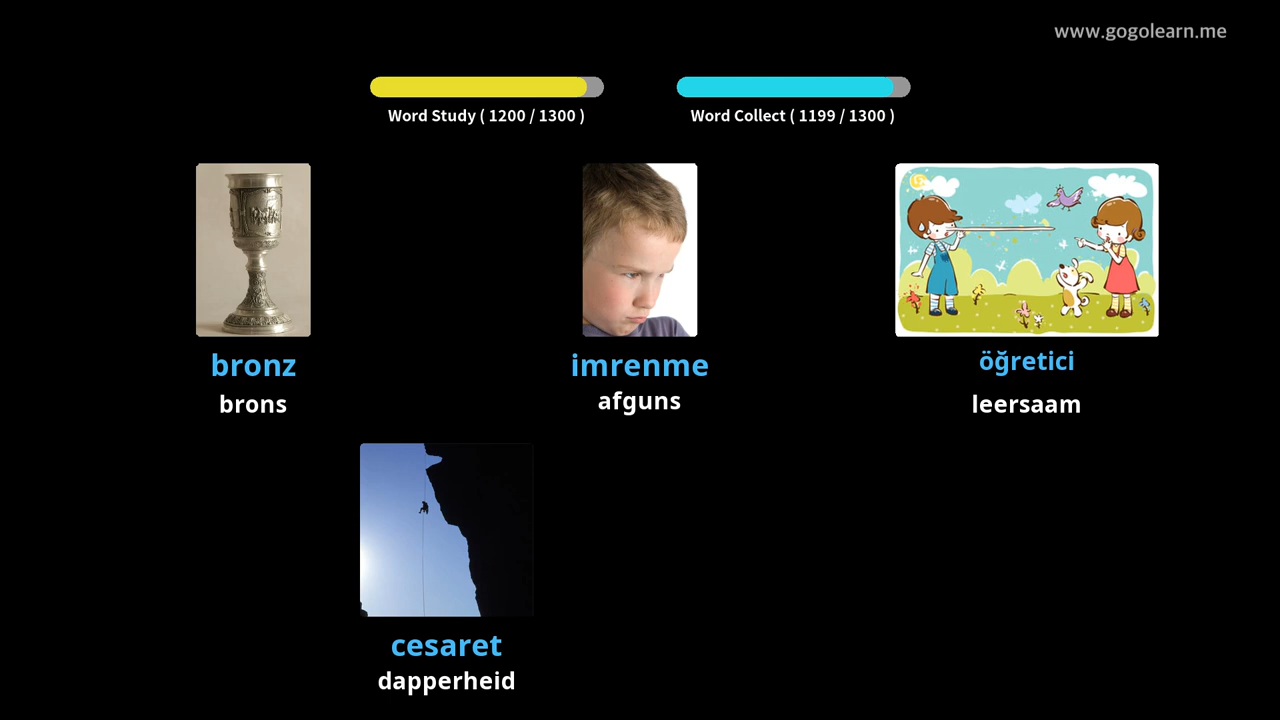 www.gogolearn.me
Word Study ( 1200 / 1300 )
Word Collect ( 1199 / 1300 )
bronz
brons
imrenme
afguns
öğretici
leersaam
cesaret
dapperheid